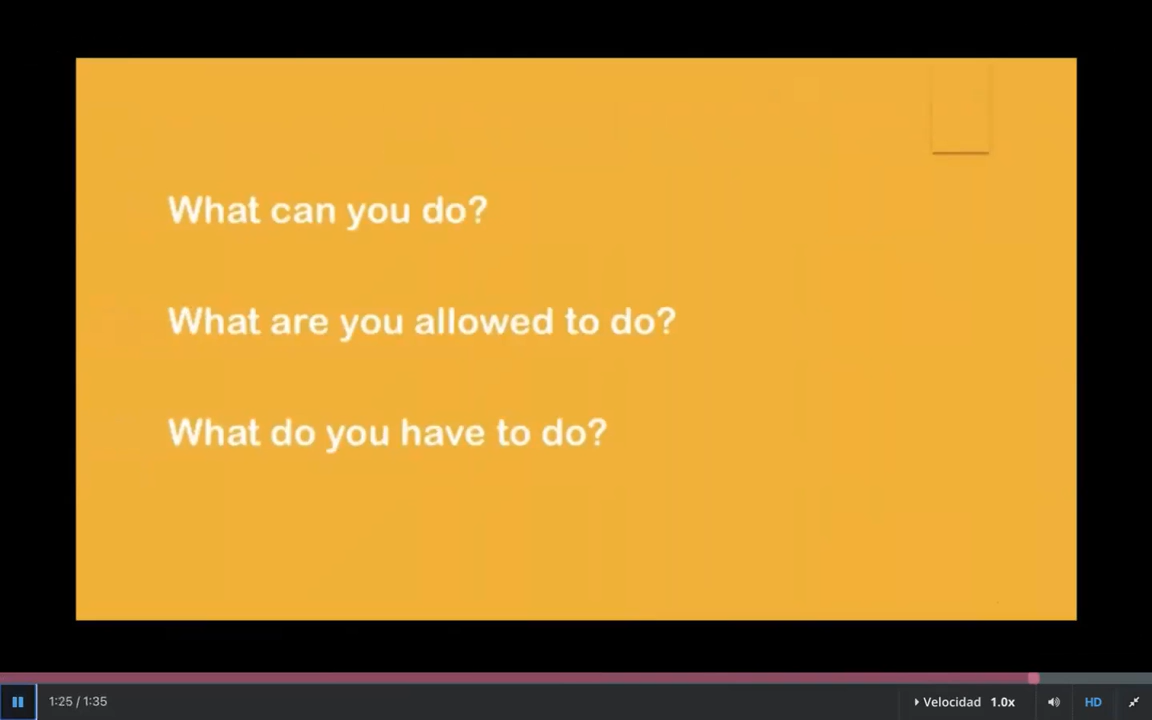 What can you do?
What are you allowed to do?
What do you have to do?
1:25 / 1:35
Velocidad 1.0x
HD